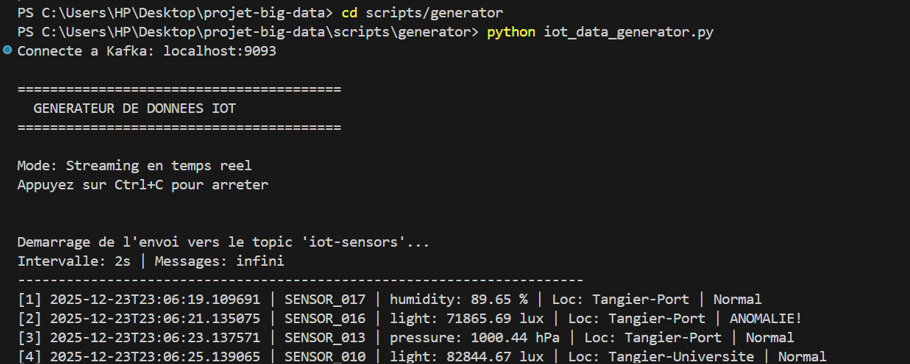 PS C:\Users\HP\Desktop\projet-big-data> cd scripts/generator
PS C:\Users\HP\Desktop\projet-big-data\scripts\generator> python iot_data_generator.py
Connecte a Kafka: localhost:9093
========================================
GENERATEUR DE DONNEES IOT
========================================
Mode: Streaming en temps reel
Appuyez sur Ctrl+C pour arreter
Demarrage de l'envoi vers le topic 'iot-sensors'...
Intervalle: 2s | Messages: infini
----------------------------------------------------------------------
[1] 2025-12-23T23:06:19.109691 | SENSOR_017 | humidity: 89.65 % | Loc: Tangier-Port | Normal
[2] 2025-12-23T23:06:21.135075 | SENSOR_016 | light: 71865.69 lux | Loc: Tangier-Port | ANOMALIE!
[3] 2025-12-23T23:06:23.137571 | SENSOR_013 | pressure: 1000.44 hPa | Loc: Tangier-Port | Normal
[4] 2025-12-23T23:06:25.139065 | SENSOR_010 | light: 82844.67 lux | Loc: Tangier-Universite | Normal